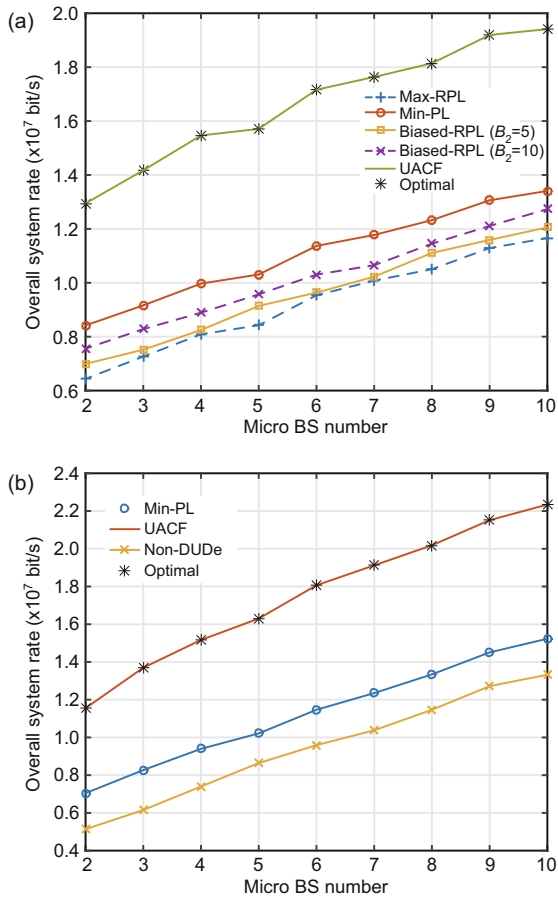 (a)
2.0
1.8
1.6
1.4
1.2
1.0
0.8
0.6
Overall system rate (x10⁷ bit/s)
Max-RPL
Min-PL
Biased-RPL (B₂=5)
Biased-RPL (B₂=10)
UACF
Optimal
2 3 4 5 6 7 8 9 10
Micro BS number
(b)
2.4
2.2
2.0
1.8
1.6
1.4
1.2
1.0
0.8
0.6
0.4
Overall system rate (x10⁷ bit/s)
Min-PL
UACF
Non-DUDe
Optimal
2 3 4 5 6 7 8 9 10
Micro BS number